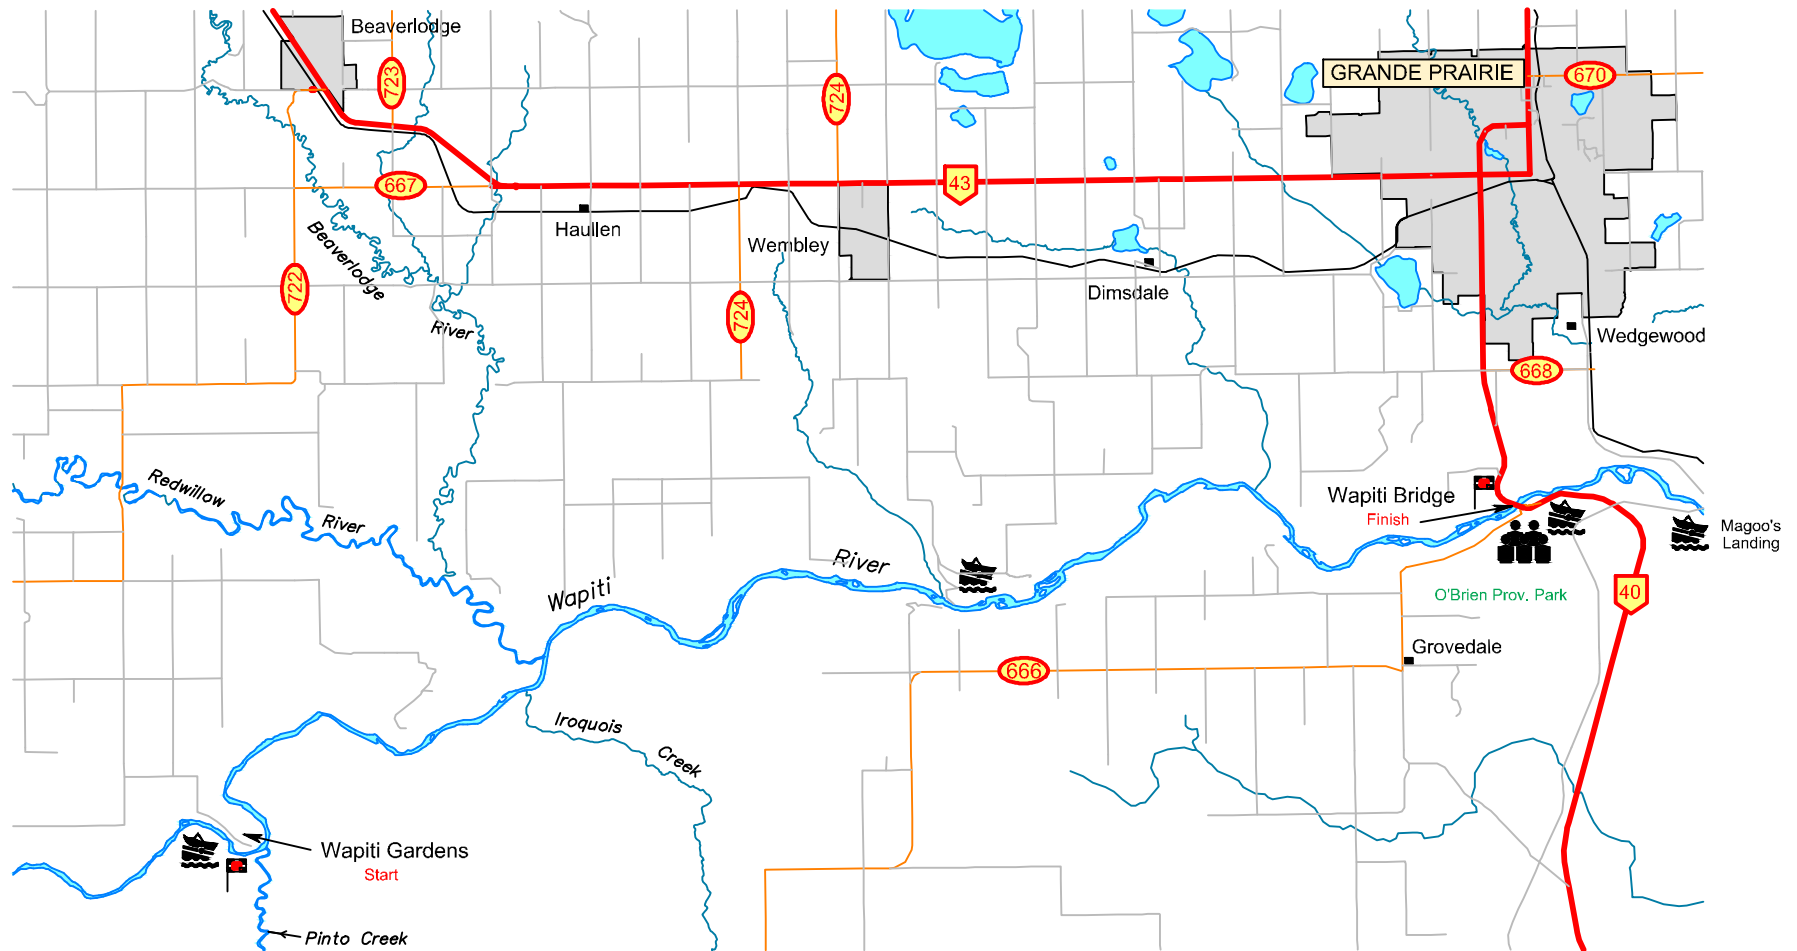 Beaverlodge
GRANDE PRAIRIE
670
723
724
667
43
Haullen
Wembley
Beaverlodge
River
722
724
Dimsdale
Wedgewood
668
Redwillow
River
Wapiti Bridge
Finish
Magoo's
Landing
River
Wapiti
O'Brien Prov. Park
40
Grovedale
666
Iroquois
Creek
Wapiti Gardens
Start
Pinto Creek